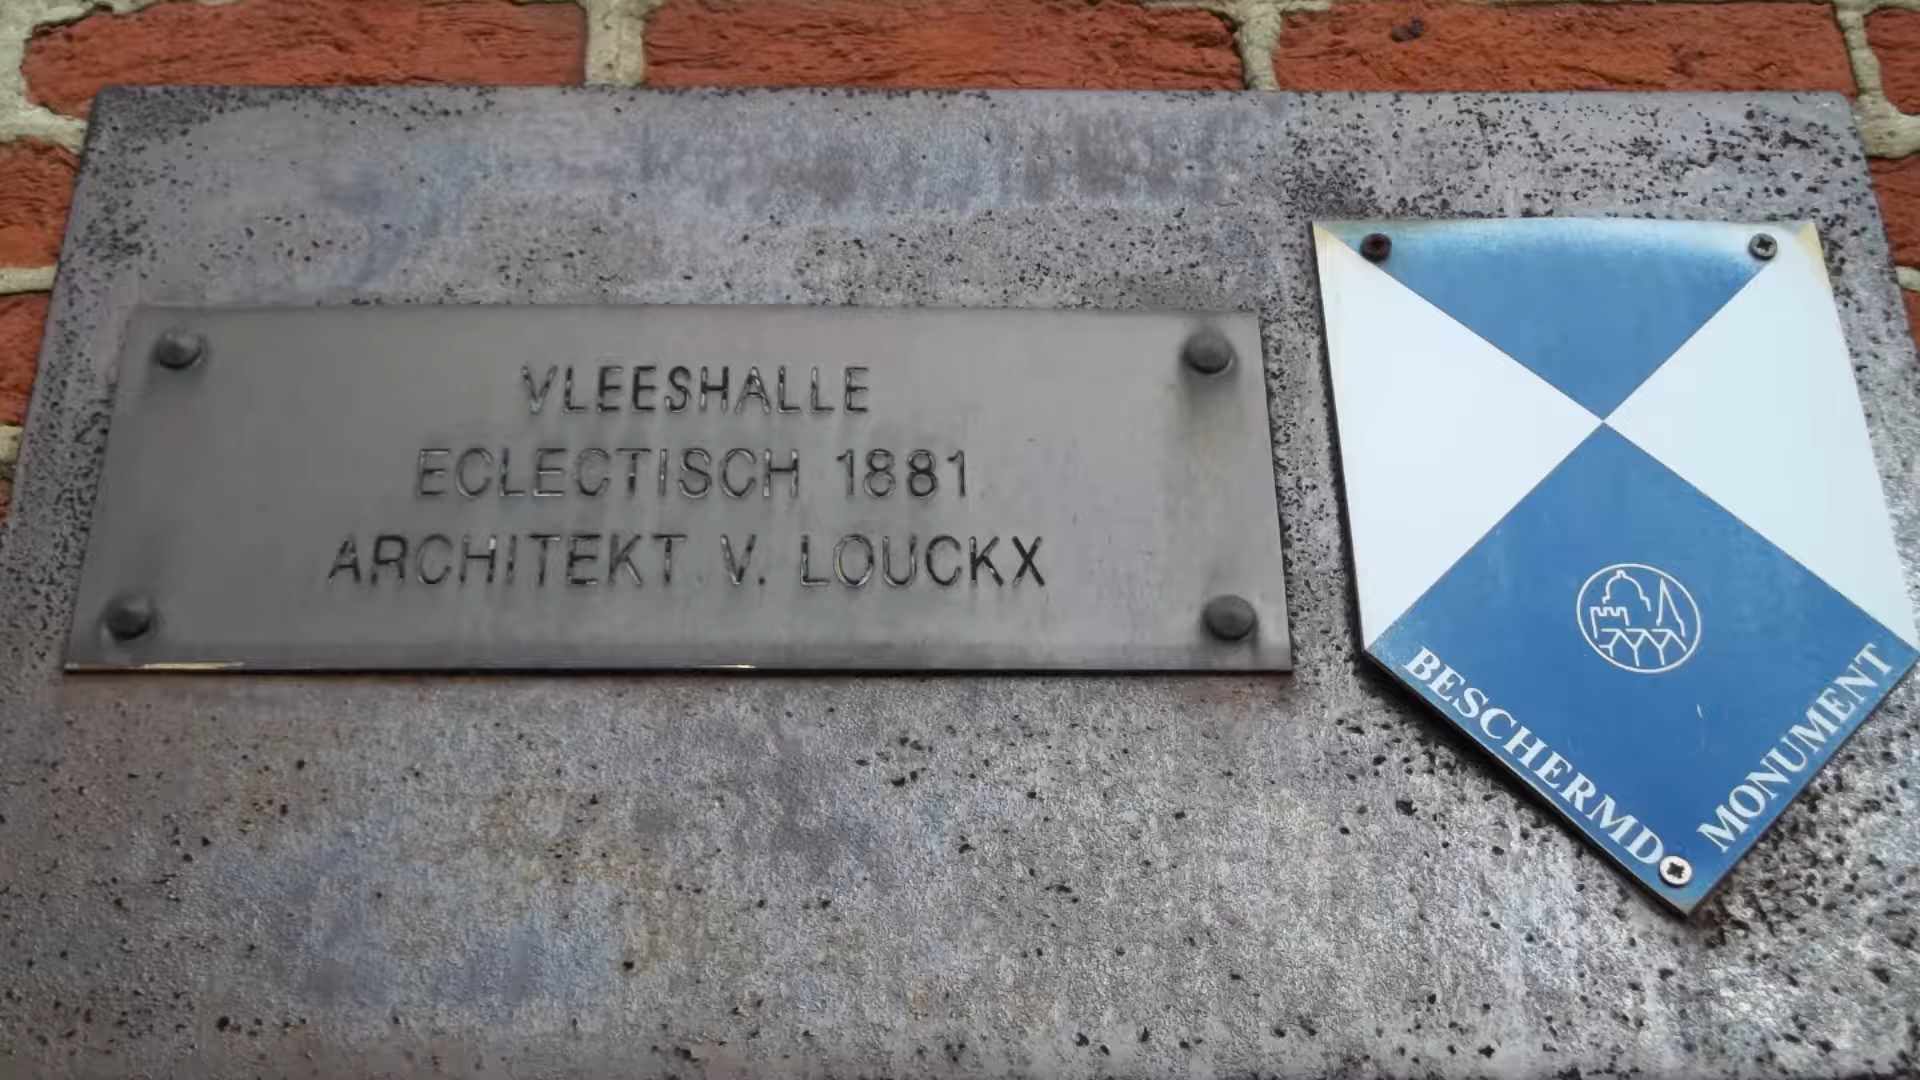 VLEESHALLE
ECLECTISCH 1881
ARCHITEKT V. LOUCKX
BESCHERMD
MONUMENT